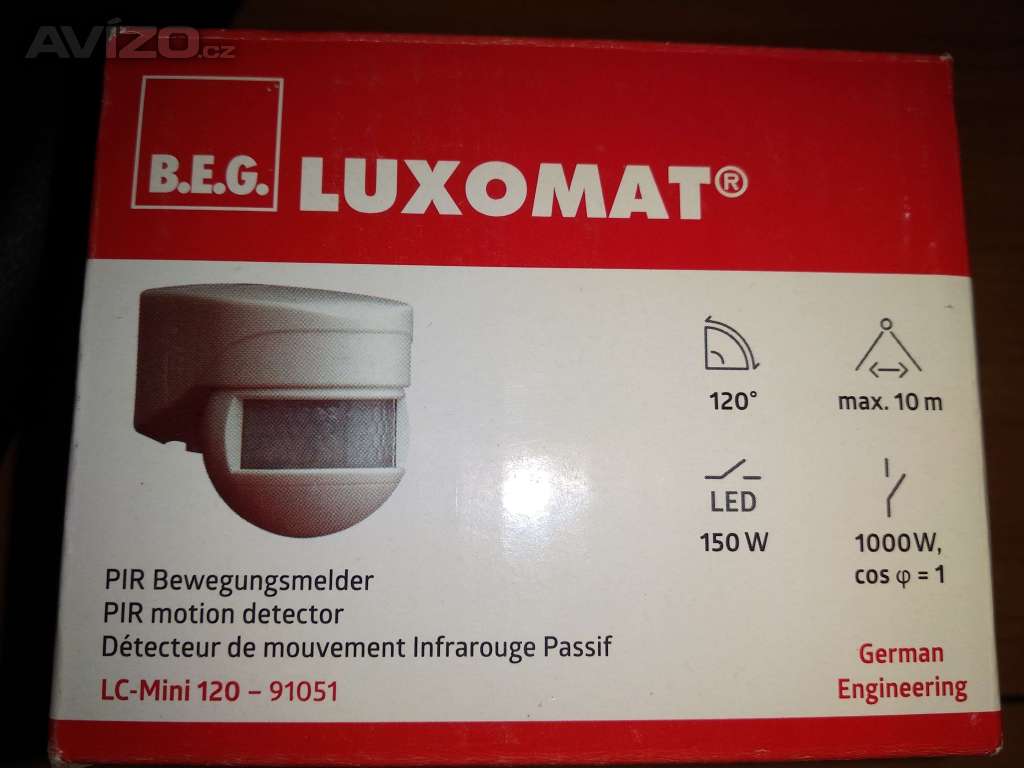 AVÍZO.cz
B.E.G. LUXOMAT®
120°
max. 10 m
LED
150 W
1000W,
cos φ = 1
PIR Bewegungsmelder
PIR motion detector
Détecteur de mouvement Infrarouge Passif
LC-Mini 120 – 91051
German
Engineering